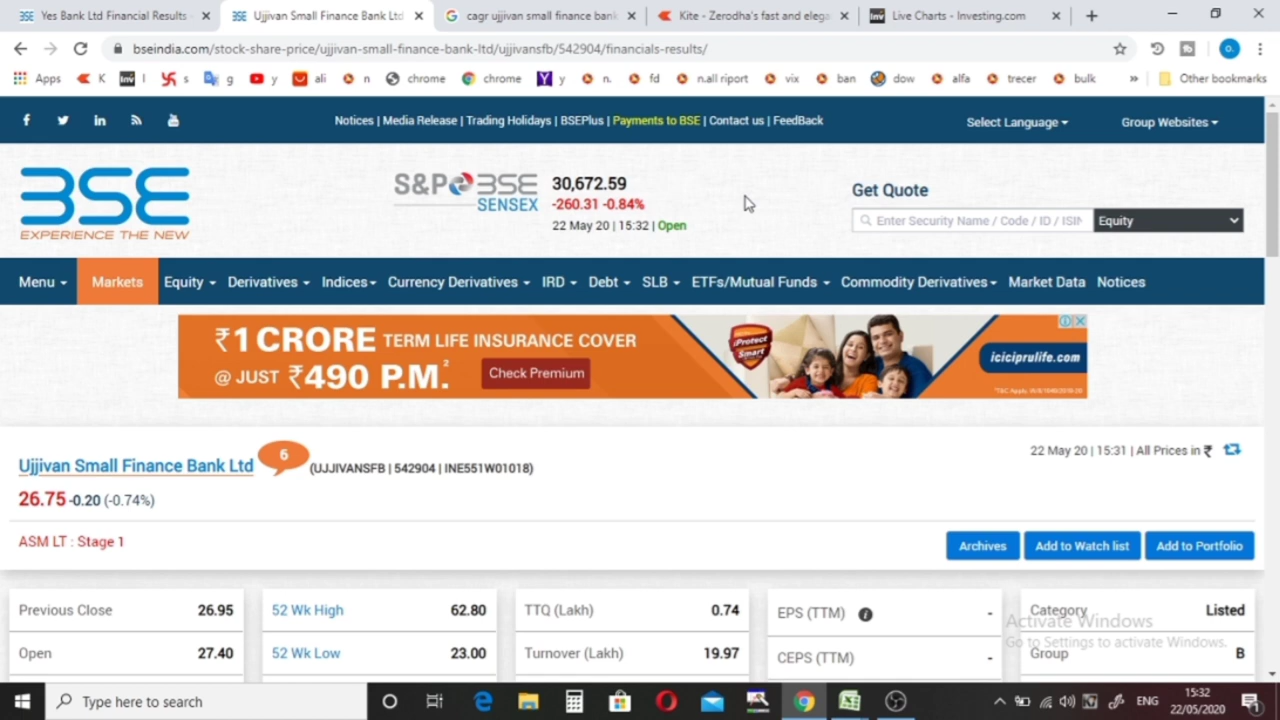 Yes Bank Ltd Financial Results -
Ujjivan Small Finance Bank Ltd
cagr ujjivan small finance bank
Kite - Zerodha's fast and elega
Live Charts - Investing.com
bseindia.com/stock-share-price/ujjivan-small-finance-bank-ltd/ujjivansfb/542904/financials-results/
Apps K I s g y ali n chrome chrome y n. fd n.all riport vix ban dow alfa trecer bulk » Other bookmarks
Notices | Media Release | Trading Holidays | BSEPlus | Payments to BSE | Contact us | FeedBack
Select Language
Group Websites
BSE
EXPERIENCE THE NEW
S&P BSE
SENSEX
30,672.59
-260.31 -0.84%
22 May 20 | 15:32 | Open
Get Quote
Enter Security Name / Code / ID / ISIN
Equity
Menu Markets Equity Derivatives Indices Currency Derivatives IRD Debt SLB ETFs/Mutual Funds Commodity Derivatives Market Data Notices
₹1 CRORE TERM LIFE INSURANCE COVER
@ JUST ₹490 P.M.²
Check Premium
iProtect Smart
iciciprulife.com
Ujjivan Small Finance Bank Ltd
6
(UJJIVANSFB | 542904 | INE551W01018)
22 May 20 | 15:31 | All Prices in ₹
26.75 -0.20 (-0.74%)
ASM LT : Stage 1
Archives
Add to Watch list
Add to Portfolio
Previous Close 26.95
52 Wk High 62.80
TTQ (Lakh) 0.74
EPS (TTM) -
Category Listed
Open 27.40
52 Wk Low 23.00
Turnover (Lakh) 19.97
CEPS (TTM) -
Group B
Activate Windows
Go to Settings to activate Windows.
Type here to search
ENG
15:32
22/05/2020